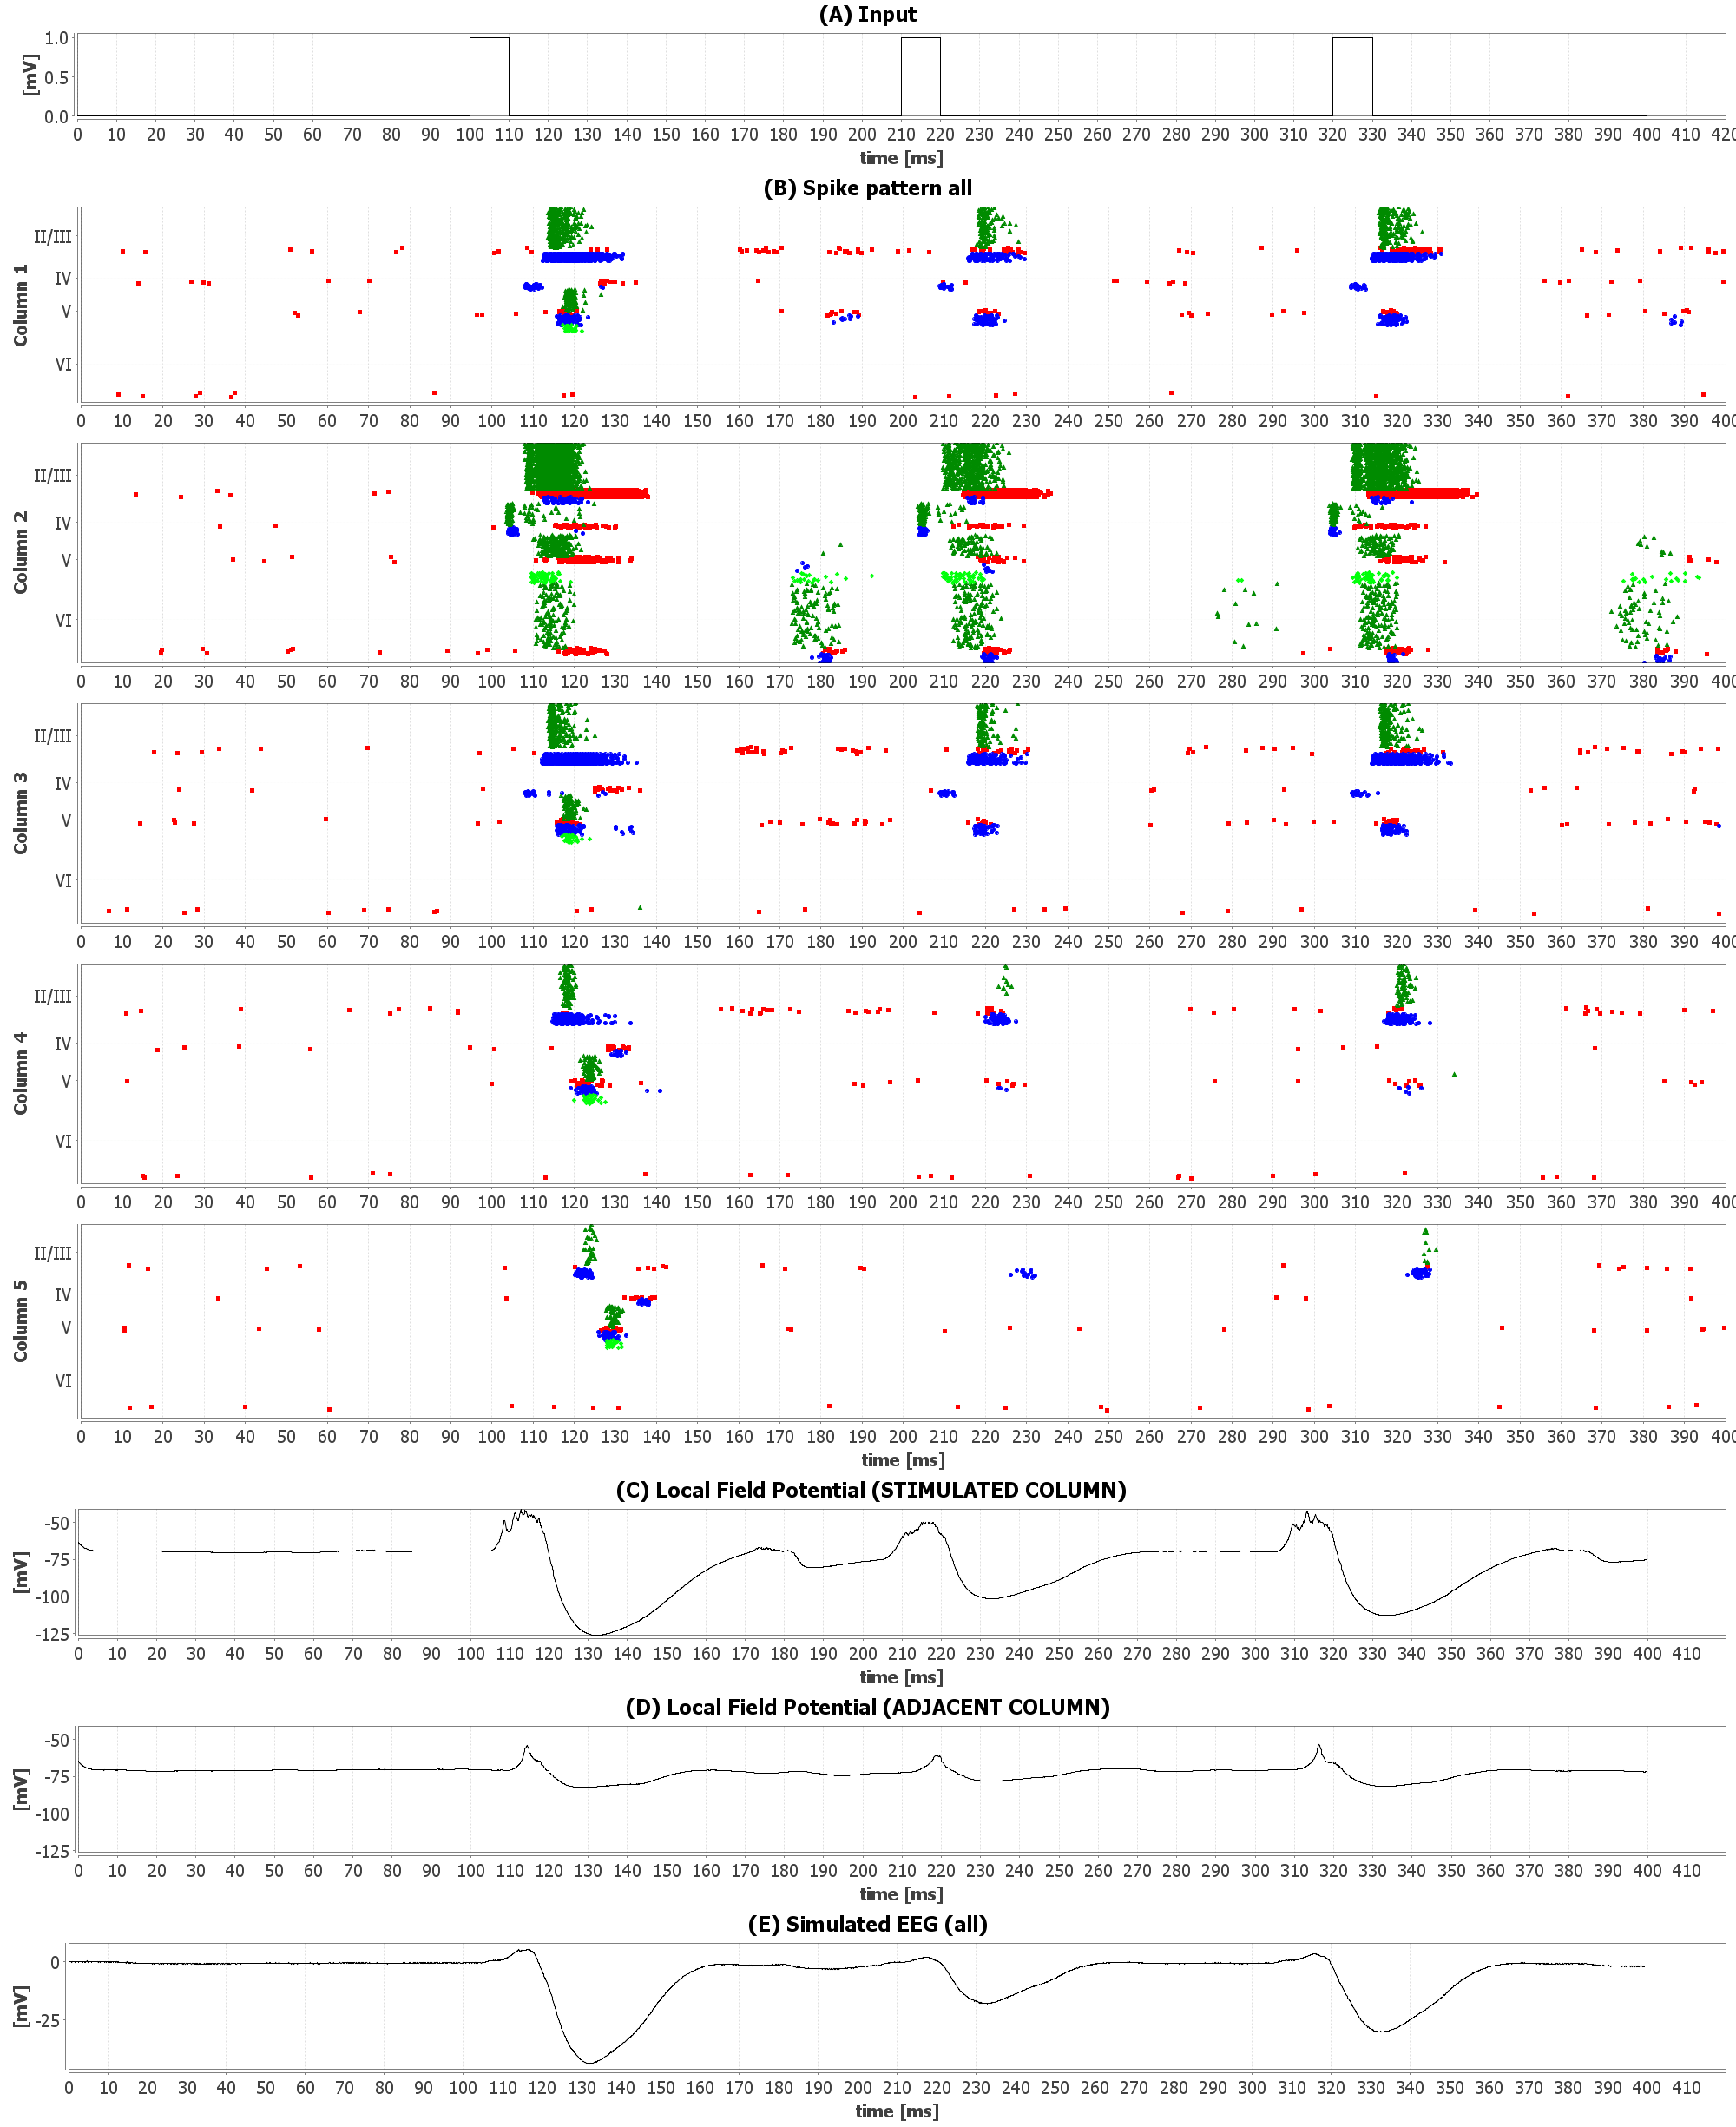 (A) Input
1.0
0.5
0.0
[mV]
0 10 20 30 40 50 60 70 80 90 100 110 120 130 140 150 160 170 180 190 200 210 220 230 240 250 260 270 280 290 300 310 320 330 340 350 360 370 380 390 400 410 420
time [ms]
(B) Spike pattern all
Column 1
II/III
IV
V
VI
0 10 20 30 40 50 60 70 80 90 100 110 120 130 140 150 160 170 180 190 200 210 220 230 240 250 260 270 280 290 300 310 320 330 340 350 360 370 380 390 400
Column 2
II/III
IV
V
VI
0 10 20 30 40 50 60 70 80 90 100 110 120 130 140 150 160 170 180 190 200 210 220 230 240 250 260 270 280 290 300 310 320 330 340 350 360 370 380 390 400
Column 3
II/III
IV
V
VI
0 10 20 30 40 50 60 70 80 90 100 110 120 130 140 150 160 170 180 190 200 210 220 230 240 250 260 270 280 290 300 310 320 330 340 350 360 370 380 390 400
Column 4
II/III
IV
V
VI
0 10 20 30 40 50 60 70 80 90 100 110 120 130 140 150 160 170 180 190 200 210 220 230 240 250 260 270 280 290 300 310 320 330 340 350 360 370 380 390 400
Column 5
II/III
IV
V
VI
0 10 20 30 40 50 60 70 80 90 100 110 120 130 140 150 160 170 180 190 200 210 220 230 240 250 260 270 280 290 300 310 320 330 340 350 360 370 380 390 400
time [ms]
(C) Local Field Potential (STIMULATED COLUMN)
-50
-75
-100
-125
[mV]
0 10 20 30 40 50 60 70 80 90 100 110 120 130 140 150 160 170 180 190 200 210 220 230 240 250 260 270 280 290 300 310 320 330 340 350 360 370 380 390 400 410
time [ms]
(D) Local Field Potential (ADJACENT COLUMN)
-50
-75
-100
-125
[mV]
0 10 20 30 40 50 60 70 80 90 100 110 120 130 140 150 160 170 180 190 200 210 220 230 240 250 260 270 280 290 300 310 320 330 340 350 360 370 380 390 400 410
time [ms]
(E) Simulated EEG (all)
0
-25
[mV]
0 10 20 30 40 50 60 70 80 90 100 110 120 130 140 150 160 170 180 190 200 210 220 230 240 250 260 270 280 290 300 310 320 330 340 350 360 370 380 390 400 410
time [ms]